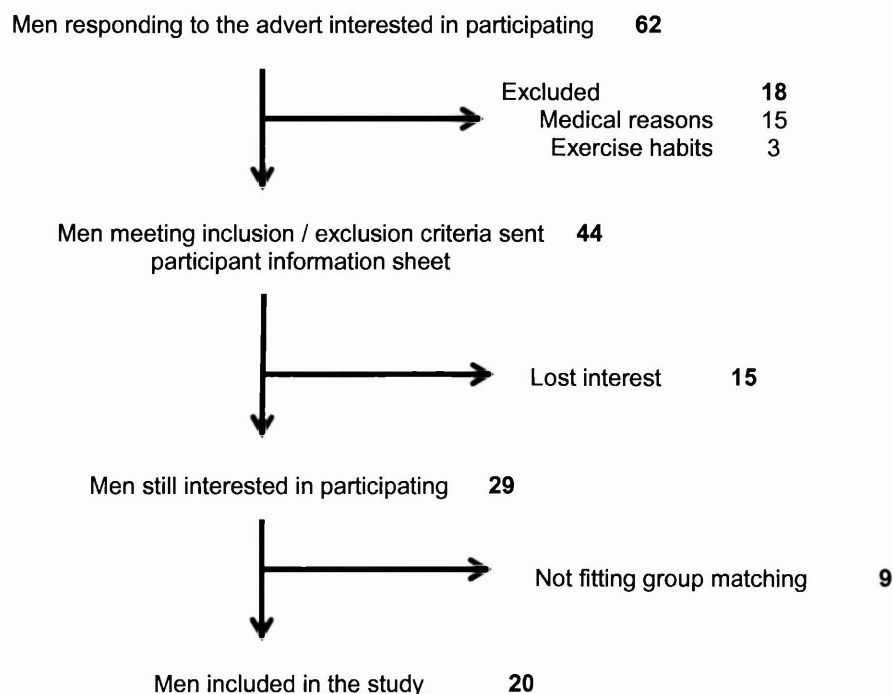 Men responding to the advert interested in participating 62
Excluded 18
Medical reasons 15
Exercise habits 3
Men meeting inclusion / exclusion criteria sent 44
participant information sheet
Lost interest 15
Men still interested in participating 29
Not fitting group matching 9
Men included in the study 20